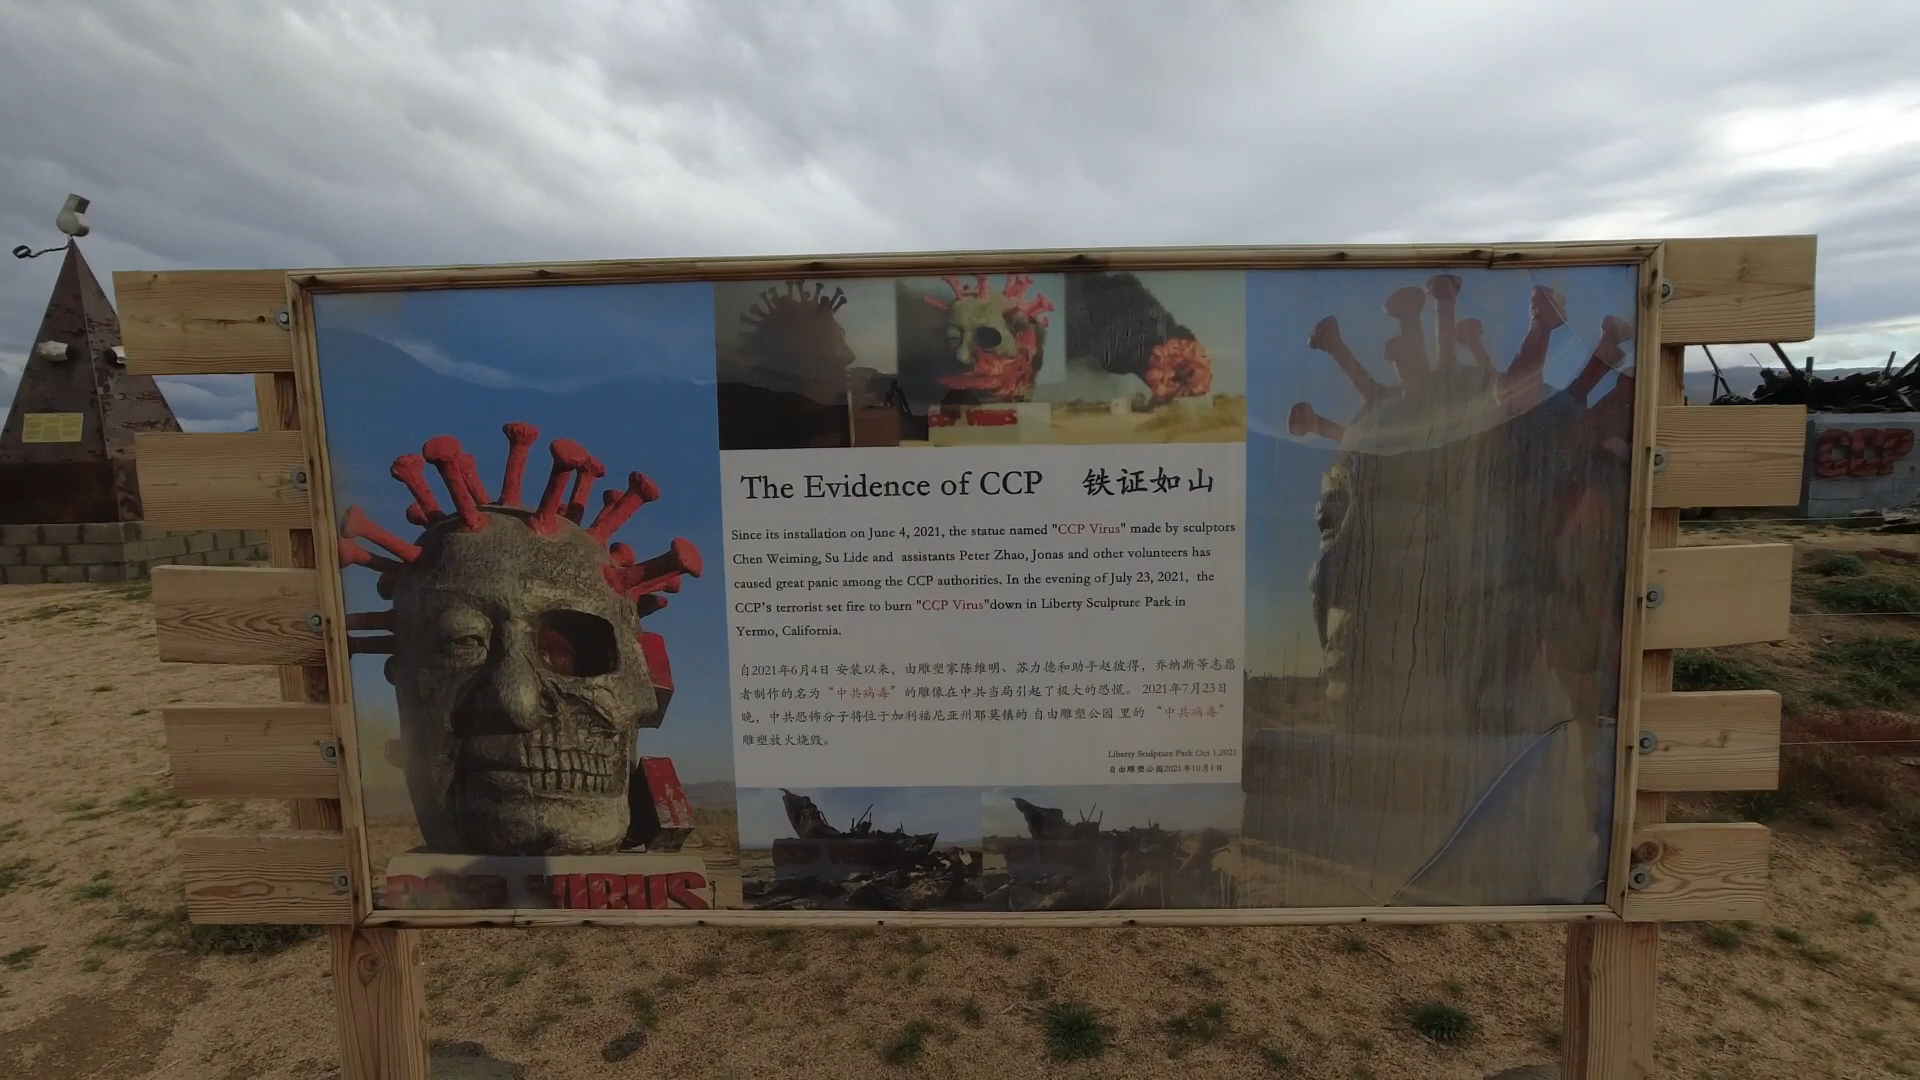 The Evidence of CCP 铁证如山
Since its installation on June 4, 2021, the statue named "CCP Virus" made by sculptors
Chen Weiming, Su Lide and assistants Peter Zhao, Jonas and other volunteers has
caused great panic among the CCP authorities. In the evening of July 23, 2021, the
CCP's terrorist set fire to burn "CCP Virus"down in Liberty Sculpture Park in
Yermo, California.
自2021年6月4日 安装以来，由雕塑家陈维明、苏力德和助手赵彼得，乔纳斯等志愿
者制作的名为“中共病毒”的雕像在中共当局引起了极大的恐慌。 2021年7月23日
晚，中共恐怖分子将位于加利福尼亚州耶莫镇的 自由雕塑公园 里的 “中共病毒”
雕塑放火烧毁。
Liberty Sculpture Park Oct 1,2021
自由雕塑公园2021年10月1日
CCP VIRUS
CCP VIRUS
CCP